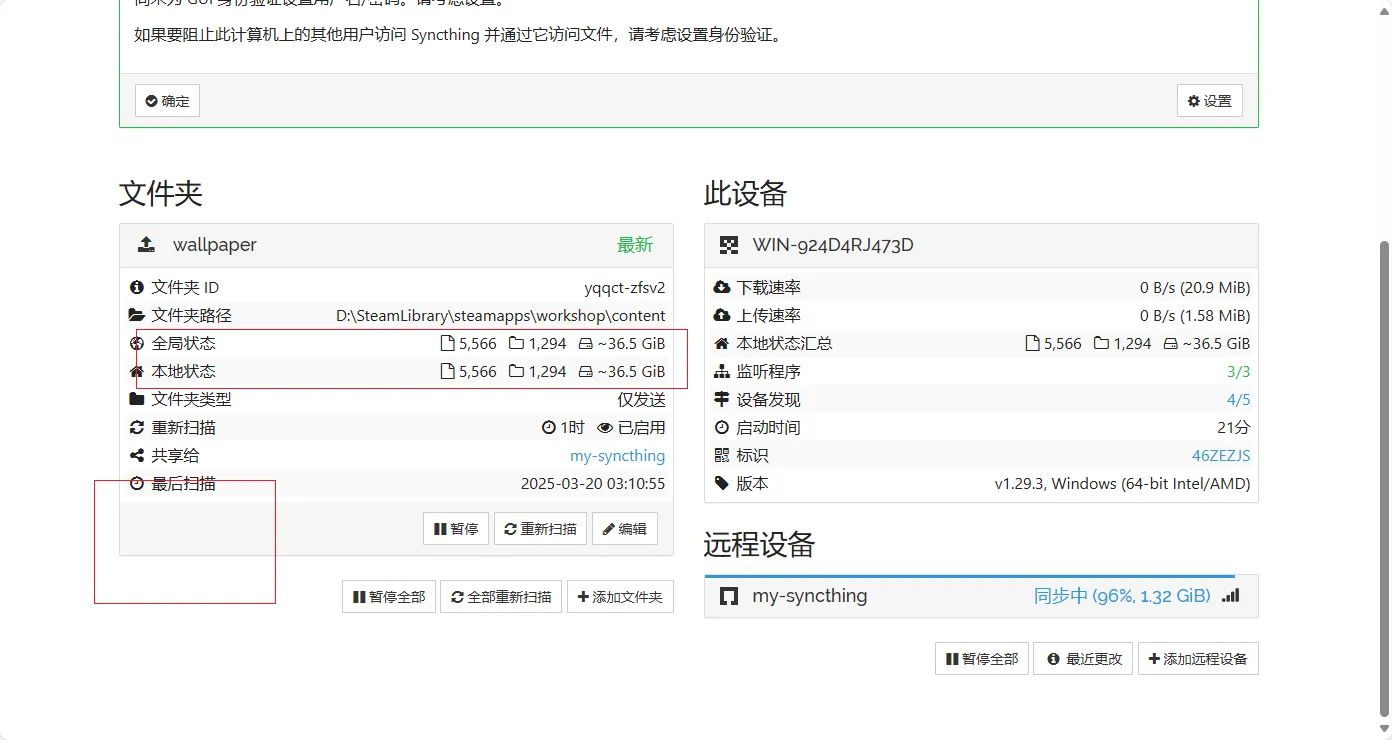 如果要阻止此计算机上的其他用户访问 Syncthing 并通过它访问文件，请考虑设置身份验证。
确定
设置
文件夹
wallpaper 最新
文件夹 ID yqqct-zfsv2
文件夹路径 D:\SteamLibrary\steamapps\workshop\content
全局状态 5,566 1,294 ~36.5 GiB
本地状态 5,566 1,294 ~36.5 GiB
文件夹类型 仅发送
重新扫描 1时 已启用
共享给 my-syncthing
最后扫描 2025-03-20 03:10:55
暂停 重新扫描 编辑
暂停全部 全部重新扫描 添加文件夹
此设备
WIN-924D4RJ473D
下载速率 0 B/s (20.9 MiB)
上传速率 0 B/s (1.58 MiB)
本地状态汇总 5,566 1,294 ~36.5 GiB
监听程序 3/3
设备发现 4/5
启动时间 21分
标识 46ZEZJS
版本 v1.29.3, Windows (64-bit Intel/AMD)
远程设备
my-syncthing 同步中 (96%, 1.32 GiB)
暂停全部 最近更改 添加远程设备